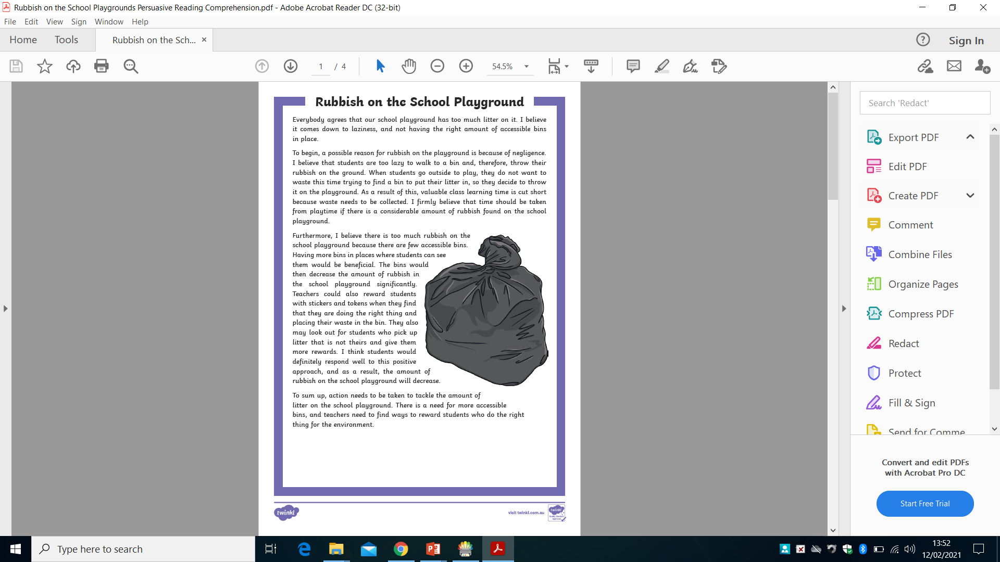 Rubbish on the School Playgrounds Persuasive Reading Comprehension.pdf - Adobe Acrobat Reader DC (32-bit)
File Edit View Sign Window Help
Home Tools Rubbish on the Sch... × Sign In
1 / 4 54.5%
Rubbish on the School Playground
Everybody agrees that our school playground has too much litter on it. I believe
it comes down to laziness, and not having the right amount of accessible bins
in place.
To begin, a possible reason for rubbish on the playground is because of negligence.
I believe that students are too lazy to walk to a bin and, therefore, throw their
rubbish on the ground. When students go outside to play, they do not want to
waste this time trying to find a bin to put their litter in, so they decide to throw
it on the playground. As a result of this, valuable class learning time is cut short
because waste needs to be collected. I firmly believe that time should be taken
from playtime if there is a considerable amount of rubbish found on the school
playground.
Furthermore, I believe there is too much rubbish on the
school playground because there are few accessible bins.
Having more bins in places where students can see
them would be beneficial. The bins would
then decrease the amount of rubbish in
the school playground significantly.
Teachers could also reward students
with stickers and tokens when they find
that they are doing the right thing and
placing their waste in the bin. They also
may look out for students who pick up
litter that is not theirs and give them
more rewards. I think students would
definitely respond well to this positive
approach, and as a result, the amount of
rubbish on the school playground will decrease.
To sum up, action needs to be taken to tackle the amount of
litter on the school playground. There is a need for more accessible
bins, and teachers need to find ways to reward students who do the right
thing for the environment.
twinkl
visit twinkl.com.au
twinkl
Quality Standard
Approved
Search 'Redact'
Export PDF
Edit PDF
Create PDF
Comment
Combine Files
Organize Pages
Compress PDF
Redact
Protect
Fill & Sign
Send for Comme
Convert and edit PDFs
with Acrobat Pro DC
Start Free Trial
Type here to search
13:52
12/02/2021